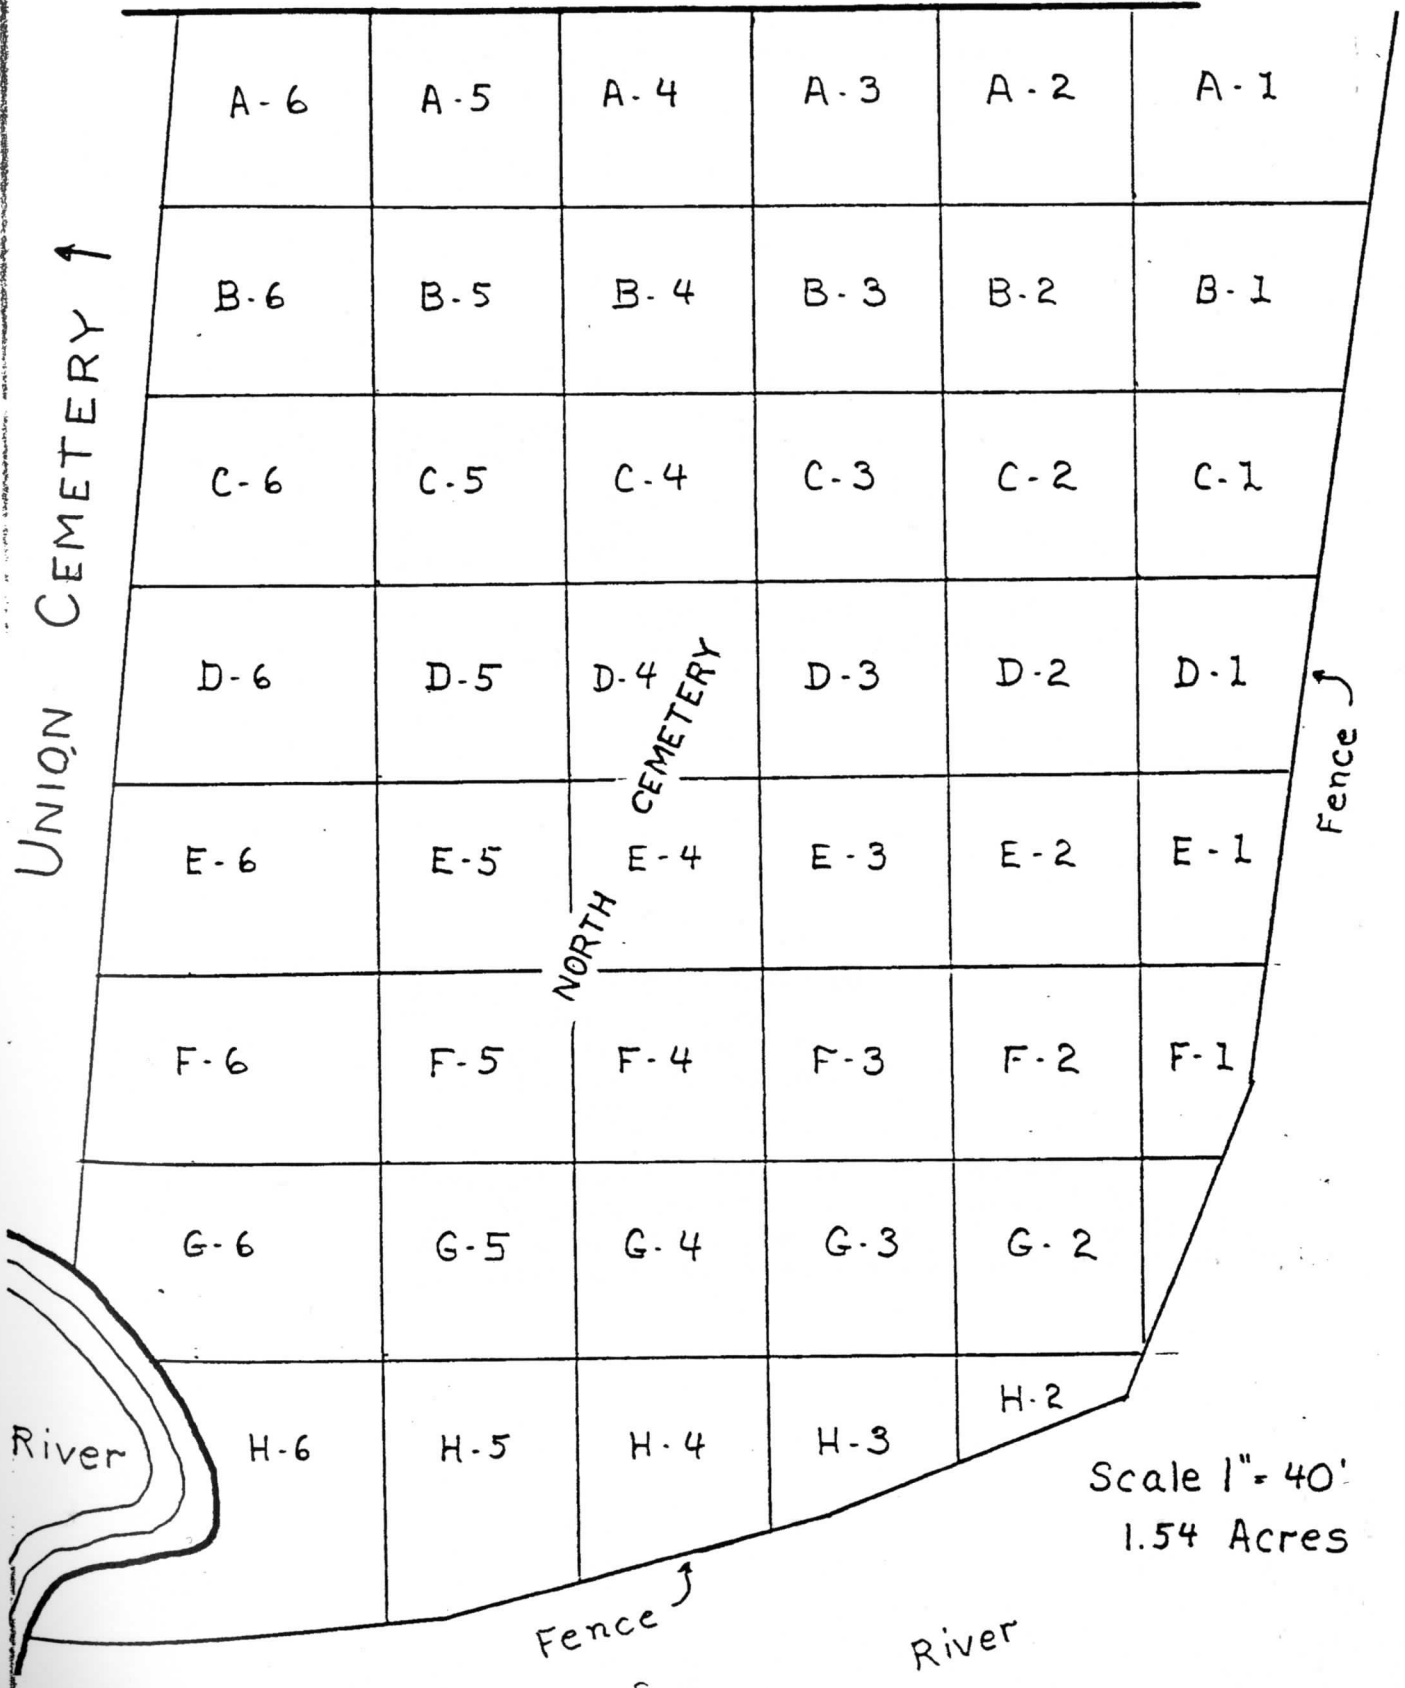 A-6 A-5 A-4 A-3 A-2 A-1
B-6 B-5 B-4 B-3 B-2 B-1
C-6 C-5 C-4 C-3 C-2 C-1
D-6 D-5 D-4 D-3 D-2 D-1
E-6 E-5 E-4 E-3 E-2 E-1
F-6 F-5 F-4 F-3 F-2 F-1
G-6 G-5 G-4 G-3 G-2
H-6 H-5 H-4 H-3 H-2
UNION CEMETERY ↑
NORTH CEMETERY
Fence
River
Scale 1"= 40'
1.54 Acres
Fence
River